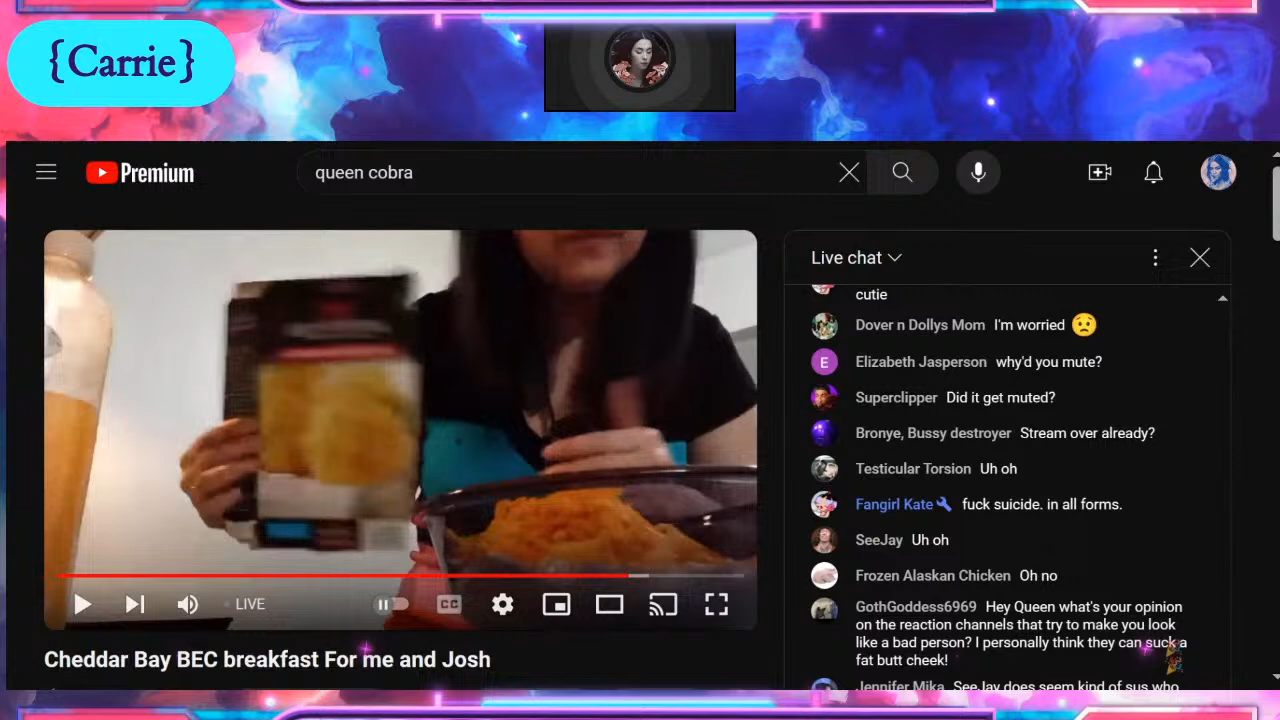 {Carrie}
Premium
queen cobra
Live chat
cutie
Dover n Dollys Mom I'm worried 😟
E Elizabeth Jasperson why'd you mute?
Superclipper Did it get muted?
Bronye, Bussy destroyer Stream over already?
Testicular Torsion Uh oh
Fangirl Kate fuck suicide. in all forms.
SeeJay Uh oh
Frozen Alaskan Chicken Oh no
GothGoddess6969 Hey Queen what's your opinion
on the reaction channels that try to make you look
like a bad person? I personally think they can suck a
fat butt cheek!
Jennifer Mika SeeJay does seem kind of sus who
LIVE
CC
Cheddar Bay BEC breakfast For me and Josh